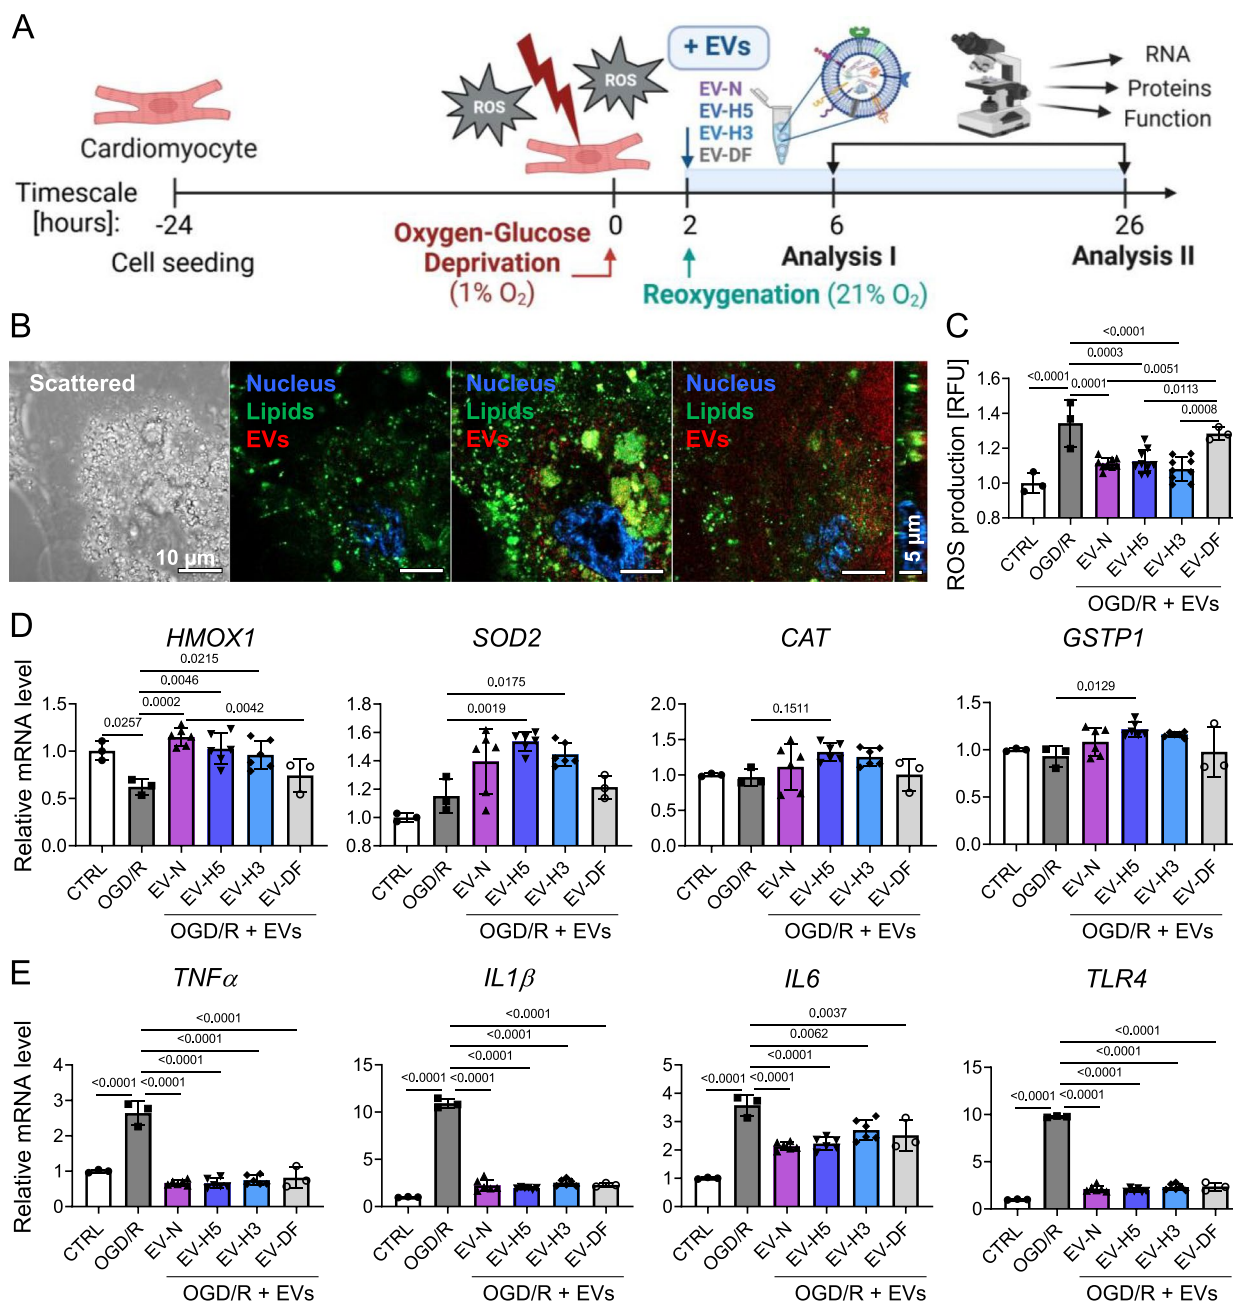 A
ROS
ROS
+ EVs
EV-N
EV-H5
EV-H3
EV-DF
RNA
Proteins
Function
Cardiomyocyte
Timescale
[hours]:
-24
0
2
6
26
Cell seeding
Oxygen-Glucose
Deprivation
(1% O₂)
Reoxygenation (21% O₂)
Analysis I
Analysis II
B
Scattered
10 µm
Nucleus
Lipids
EVs
Nucleus
Lipids
EVs
Nucleus
Lipids
EVs
5 µm
C
ROS production [RFU]
1.6
1.4
1.2
1.0
0.8
<0.0001
0.0003
<0.0001
0.0001
0.0051
0.0113
0.0008
CTRL
OGD/R
EV-N
EV-H5
EV-H3
EV-DF
OGD/R + EVs
D
Relative mRNA level
HMOX1
1.5
1.0
0.5
0.0
0.0215
0.0046
0.0002
0.0257
0.0042
CTRL
OGD/R
EV-N
EV-H5
EV-H3
EV-DF
OGD/R + EVs
SOD2
1.8
1.6
1.4
1.2
1.0
0.8
0.0175
0.0019
CTRL
OGD/R
EV-N
EV-H5
EV-H3
EV-DF
OGD/R + EVs
CAT
2.0
1.5
1.0
0.5
0.0
0.1511
CTRL
OGD/R
EV-N
EV-H5
EV-H3
EV-DF
OGD/R + EVs
GSTP1
1.5
1.0
0.5
0.0
0.0129
CTRL
OGD/R
EV-N
EV-H5
EV-H3
EV-DF
OGD/R + EVs
E
Relative mRNA level
TNFα
4
3
2
1
0
<0.0001
<0.0001
<0.0001
<0.0001
<0.0001
CTRL
OGD/R
EV-N
EV-H5
EV-H3
EV-DF
OGD/R + EVs
IL1β
15
10
5
0
<0.0001
<0.0001
<0.0001
<0.0001
<0.0001
CTRL
OGD/R
EV-N
EV-H5
EV-H3
EV-DF
OGD/R + EVs
IL6
5
4
3
2
1
0
0.0037
0.0062
<0.0001
<0.0001
<0.0001
CTRL
OGD/R
EV-N
EV-H5
EV-H3
EV-DF
OGD/R + EVs
TLR4
15
10
5
0
<0.0001
<0.0001
<0.0001
<0.0001
<0.0001
CTRL
OGD/R
EV-N
EV-H5
EV-H3
EV-DF
OGD/R + EVs